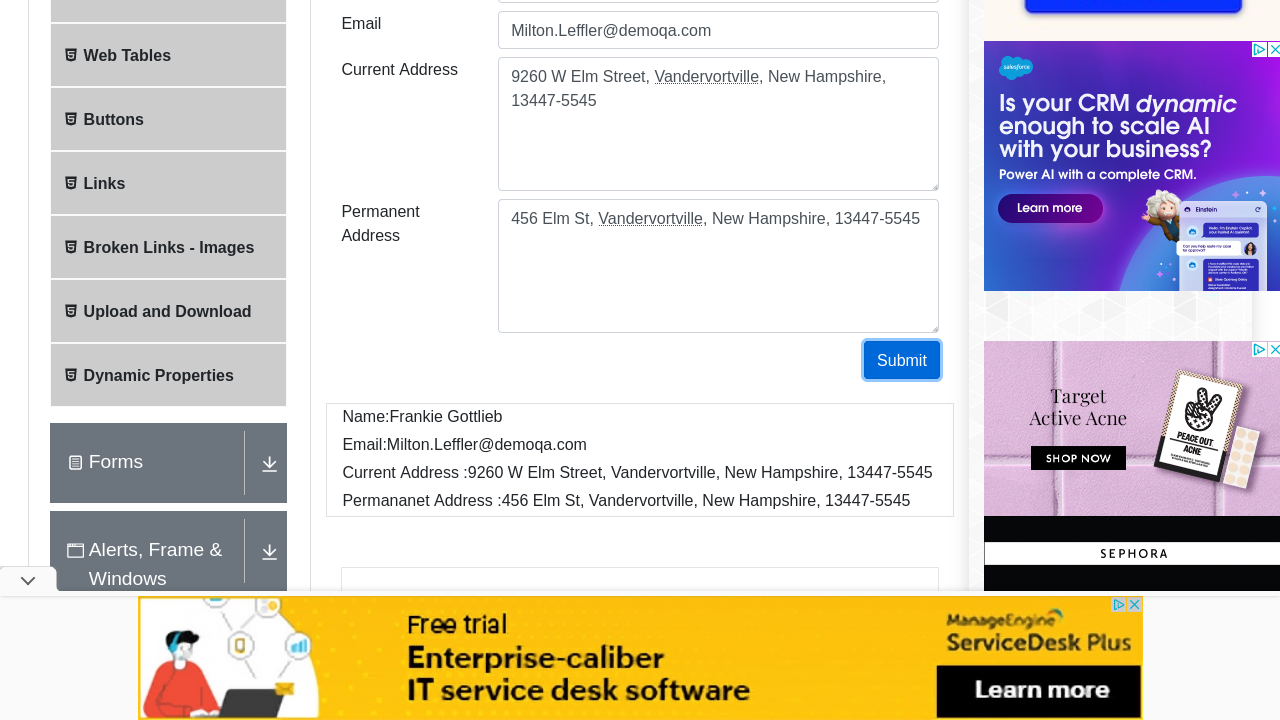 Web Tables
Buttons
Links
Broken Links - Images
Upload and Download
Dynamic Properties
Forms
Alerts, Frame &
Windows
Email
Milton.Leffler@demoqa.com
Current Address
9260 W Elm Street, Vandervortville, New Hampshire,
13447-5545
Permanent
Address
456 Elm St, Vandervortville, New Hampshire, 13447-5545
Submit
Name:Frankie Gottlieb
Email:Milton.Leffler@demoqa.com
Current Address :9260 W Elm Street, Vandervortville, New Hampshire, 13447-5545
Permananet Address :456 Elm St, Vandervortville, New Hampshire, 13447-5545
salesforce
Is your CRM dynamic
enough to scale AI
with your business?
Power AI with a complete CRM.
Learn more
Einstein
Target
Active Acne
SHOP NOW
PEACE OUT
ACNE
SEPHORA
Free trial
Enterprise-caliber
IT service desk software
ManageEngine
ServiceDesk Plus
Learn more